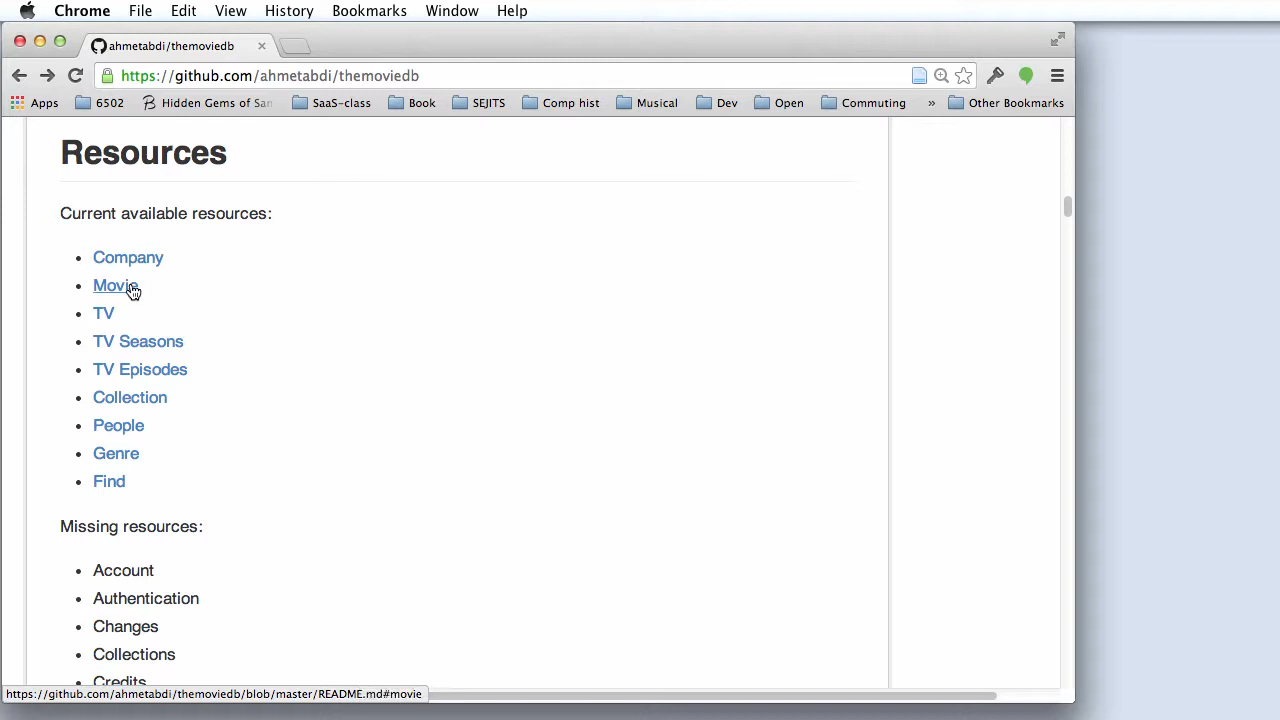 Chrome File Edit View History Bookmarks Window Help
ahmetabdi/themoviedb
https://github.com/ahmetabdi/themoviedb
Apps 6502 Hidden Gems of San SaaS-class Book SEJITS Comp hist Musical Dev Open Commuting » Other Bookmarks
Resources
Current available resources:
Company
Movie
TV
TV Seasons
TV Episodes
Collection
People
Genre
Find
Missing resources:
Account
Authentication
Changes
Collections
Credits
https://github.com/ahmetabdi/themoviedb/blob/master/README.md#movie